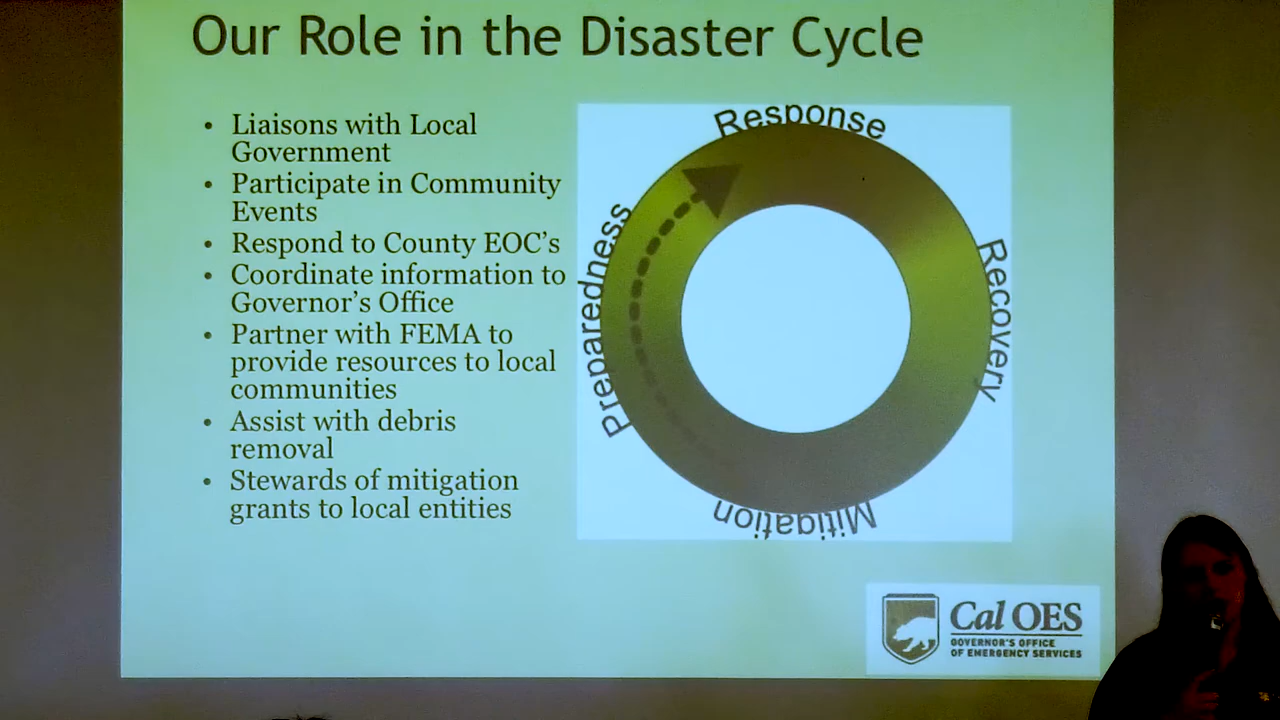 Our Role in the Disaster Cycle
• Liaisons with Local
Government
• Participate in Community
Events
• Respond to County EOC’s
• Coordinate information to
Governor’s Office
• Partner with FEMA to
provide resources to local
communities
• Assist with debris
removal
• Stewards of mitigation
grants to local entities
Response
Recovery
Mitigation
Preparedness
Cal OES
GOVERNOR'S OFFICE
OF EMERGENCY SERVICES